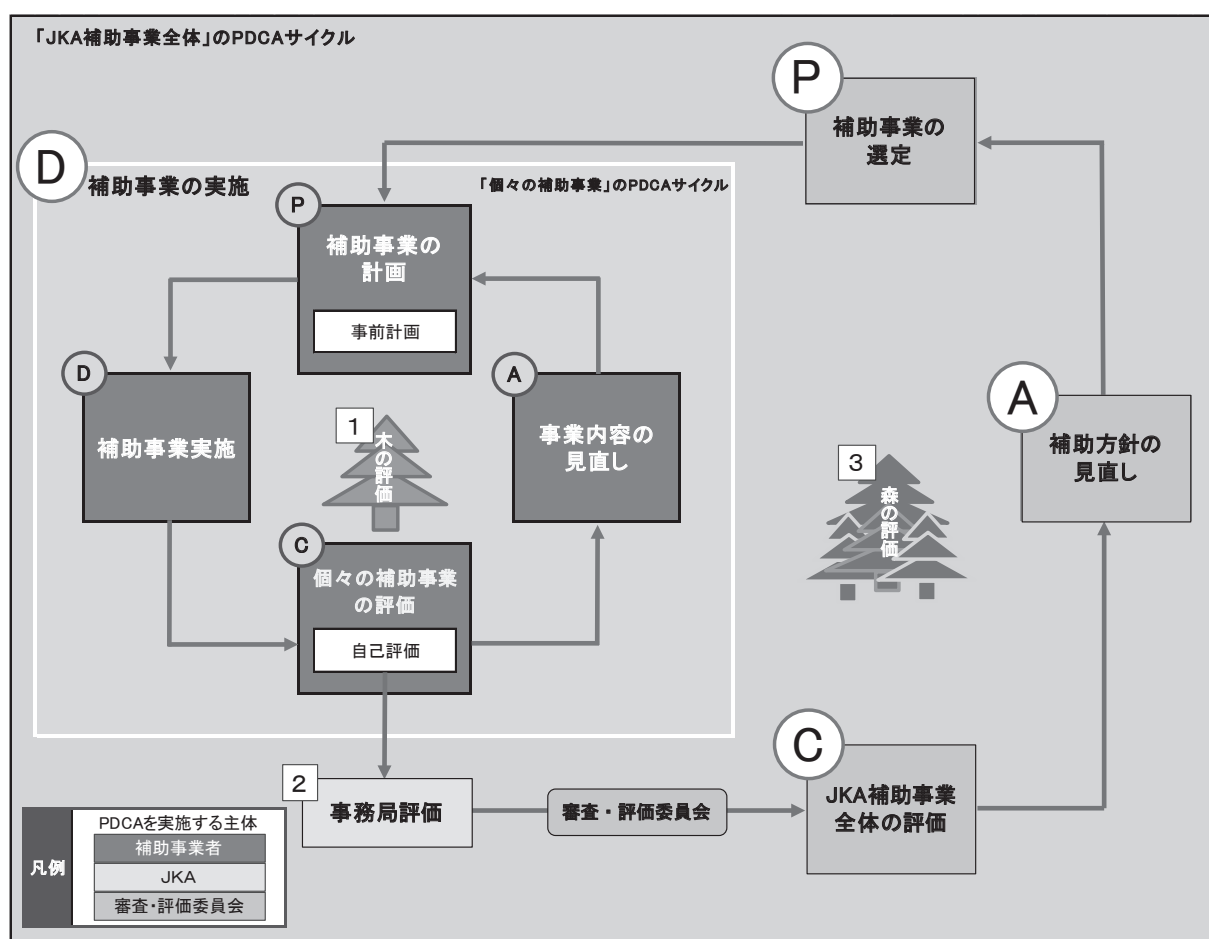 「JKA補助事業全体」のPDCAサイクル
P
補助事業の
選定
D
補助事業の実施
「個々の補助事業」のPDCAサイクル
P
補助事業の
計画
事前計画
D
補助事業実施
A
事業内容の
見直し
1
木の評価
3
森の評価
A
補助方針の
見直し
C
個々の補助事業
の評価
自己評価
2
事務局評価
審査・評価委員会
C
JKA補助事業
全体の評価
凡例
PDCAを実施する主体
補助事業者
JKA
審査・評価委員会